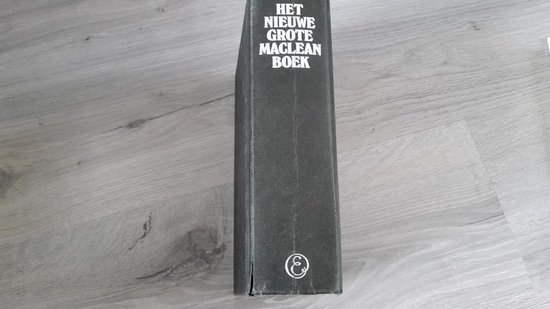 HET
NIEUWE
GROTE
MACLEAN
BOEK
E